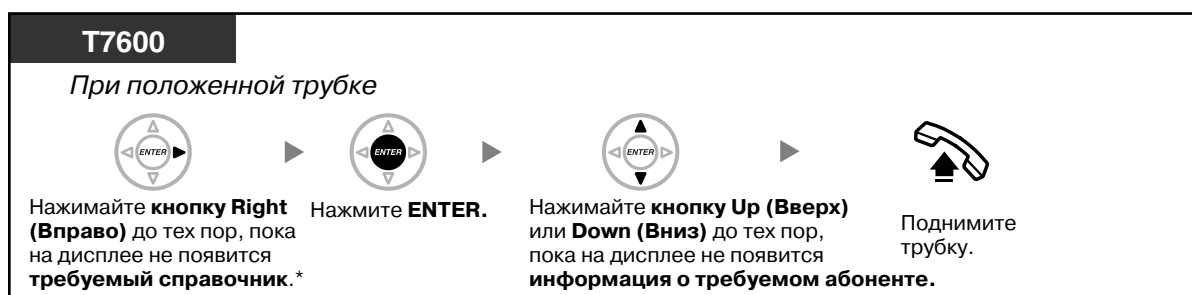 T7600
При положенной трубке
ENTER
ENTER
ENTER
Нажимайте кнопку Right
(Вправо) до тех пор, пока
на дисплее не появится
требуемый справочник.*
Нажмите ENTER.
Нажимайте кнопку Up (Вверх)
или Down (Вниз) до тех пор,
пока на дисплее не появится
информация о требуемом абоненте.
Поднимите
трубку.